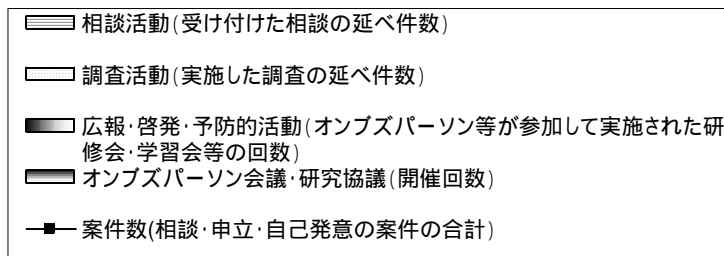 相談活動(受け付けた相談の延べ件数)
調査活動(実施した調査の延べ件数)
広報・啓発・予防的活動(オンブズパーソン等が参加して実施された研
修会・学習会等の回数)
オンブズパーソン会議・研究協議(開催回数)
案件数(相談・申立・自己発意の案件の合計)